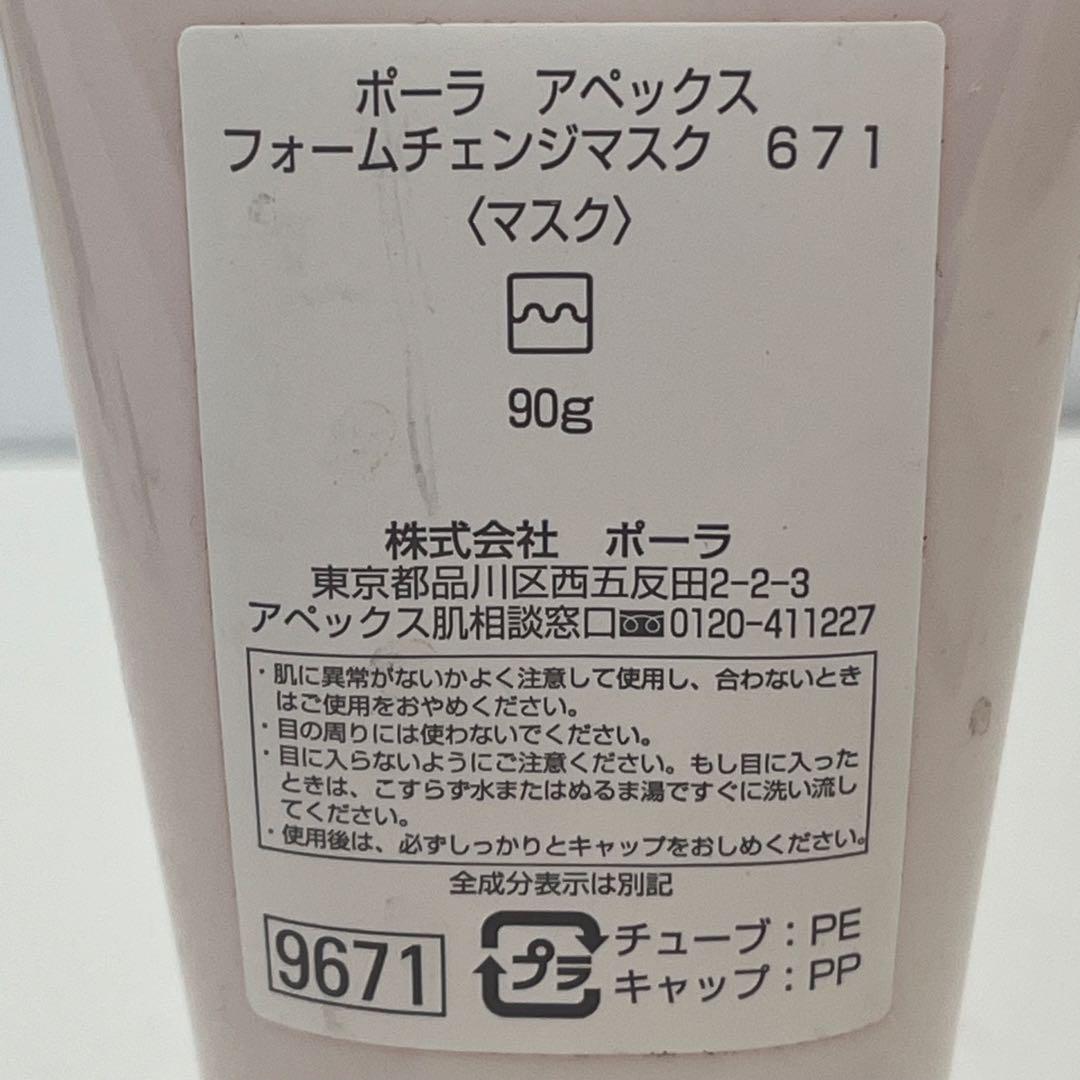 ポーラ　アペックス
フォームチェンジマスク　671
〈マスク〉
90g
株式会社　ポーラ
東京都品川区西五反田2-2-3
アペックス肌相談窓口0120-411227
・肌に異常がないかよく注意して使用し、合わないとき
はご使用をおやめください。
・目の周りには使わないでください。
・目に入らないようにご注意ください。もし目に入った
ときは、こすらず水またはぬるま湯ですぐに洗い流し
てください。
・使用後は、必ずしっかりとキャップをおしめください。
全成分表示は別記
9671
プラ
チューブ：PE
キャップ：PP